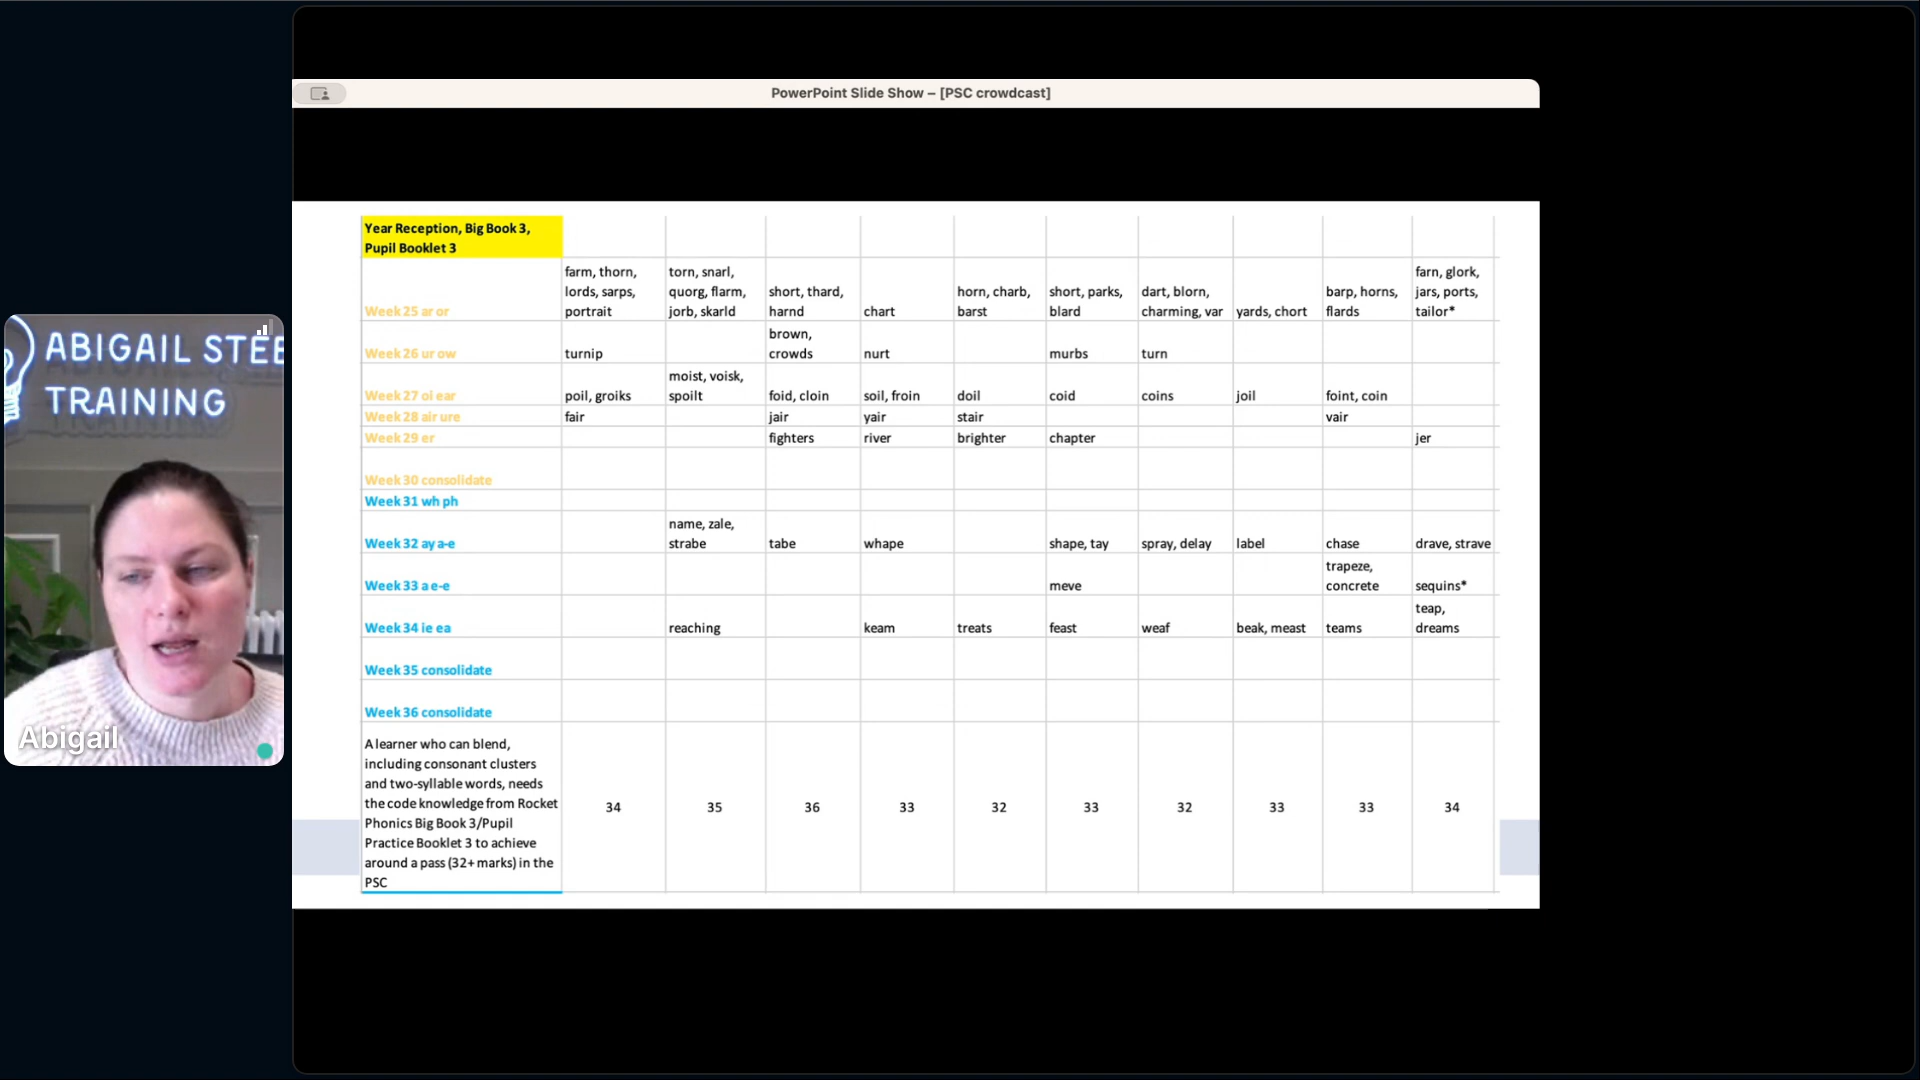 PowerPoint Slide Show – [PSC crowdcast]
ABIGAIL STEE
TRAINING
Abigail
Year Reception, Big Book 3,
Pupil Booklet 3
Week 25 ar or
farm, thorn,
lords, sarps,
portrait
torn, snarl,
quorg, flarm,
jorb, skarld
short, thard,
harnd
chart
horn, charb,
barst
short, parks,
blard
dart, blorn,
charming, var
yards, chort
barp, horns,
flards
farn, glork,
jars, ports,
tailor*
Week 26 ur ow
turnip
brown,
crowds
nurt
murbs
turn
Week 27 oi ear
poil, groiks
moist, voisk,
spoilt
foid, cloin
soil, froin
doil
coid
coins
joil
foint, coin
Week 28 air ure
fair
jair
yair
stair
vair
Week 29 er
fighters
river
brighter
chapter
jer
Week 30 consolidate
Week 31 wh ph
Week 32 ay a-e
name, zale,
strabe
tabe
whape
shape, tay
spray, delay
label
chase
drave, strave
Week 33 a e-e
meve
trapeze,
concrete
sequins*
Week 34 ie ea
reaching
keam
treats
feast
weaf
beak, meast
teams
teap,
dreams
Week 35 consolidate
Week 36 consolidate
A learner who can blend,
including consonant clusters
and two-syllable words, needs
the code knowledge from Rocket
Phonics Big Book 3/Pupil
Practice Booklet 3 to achieve
around a pass (32+ marks) in the
PSC
34
35
36
33
32
33
32
33
33
34